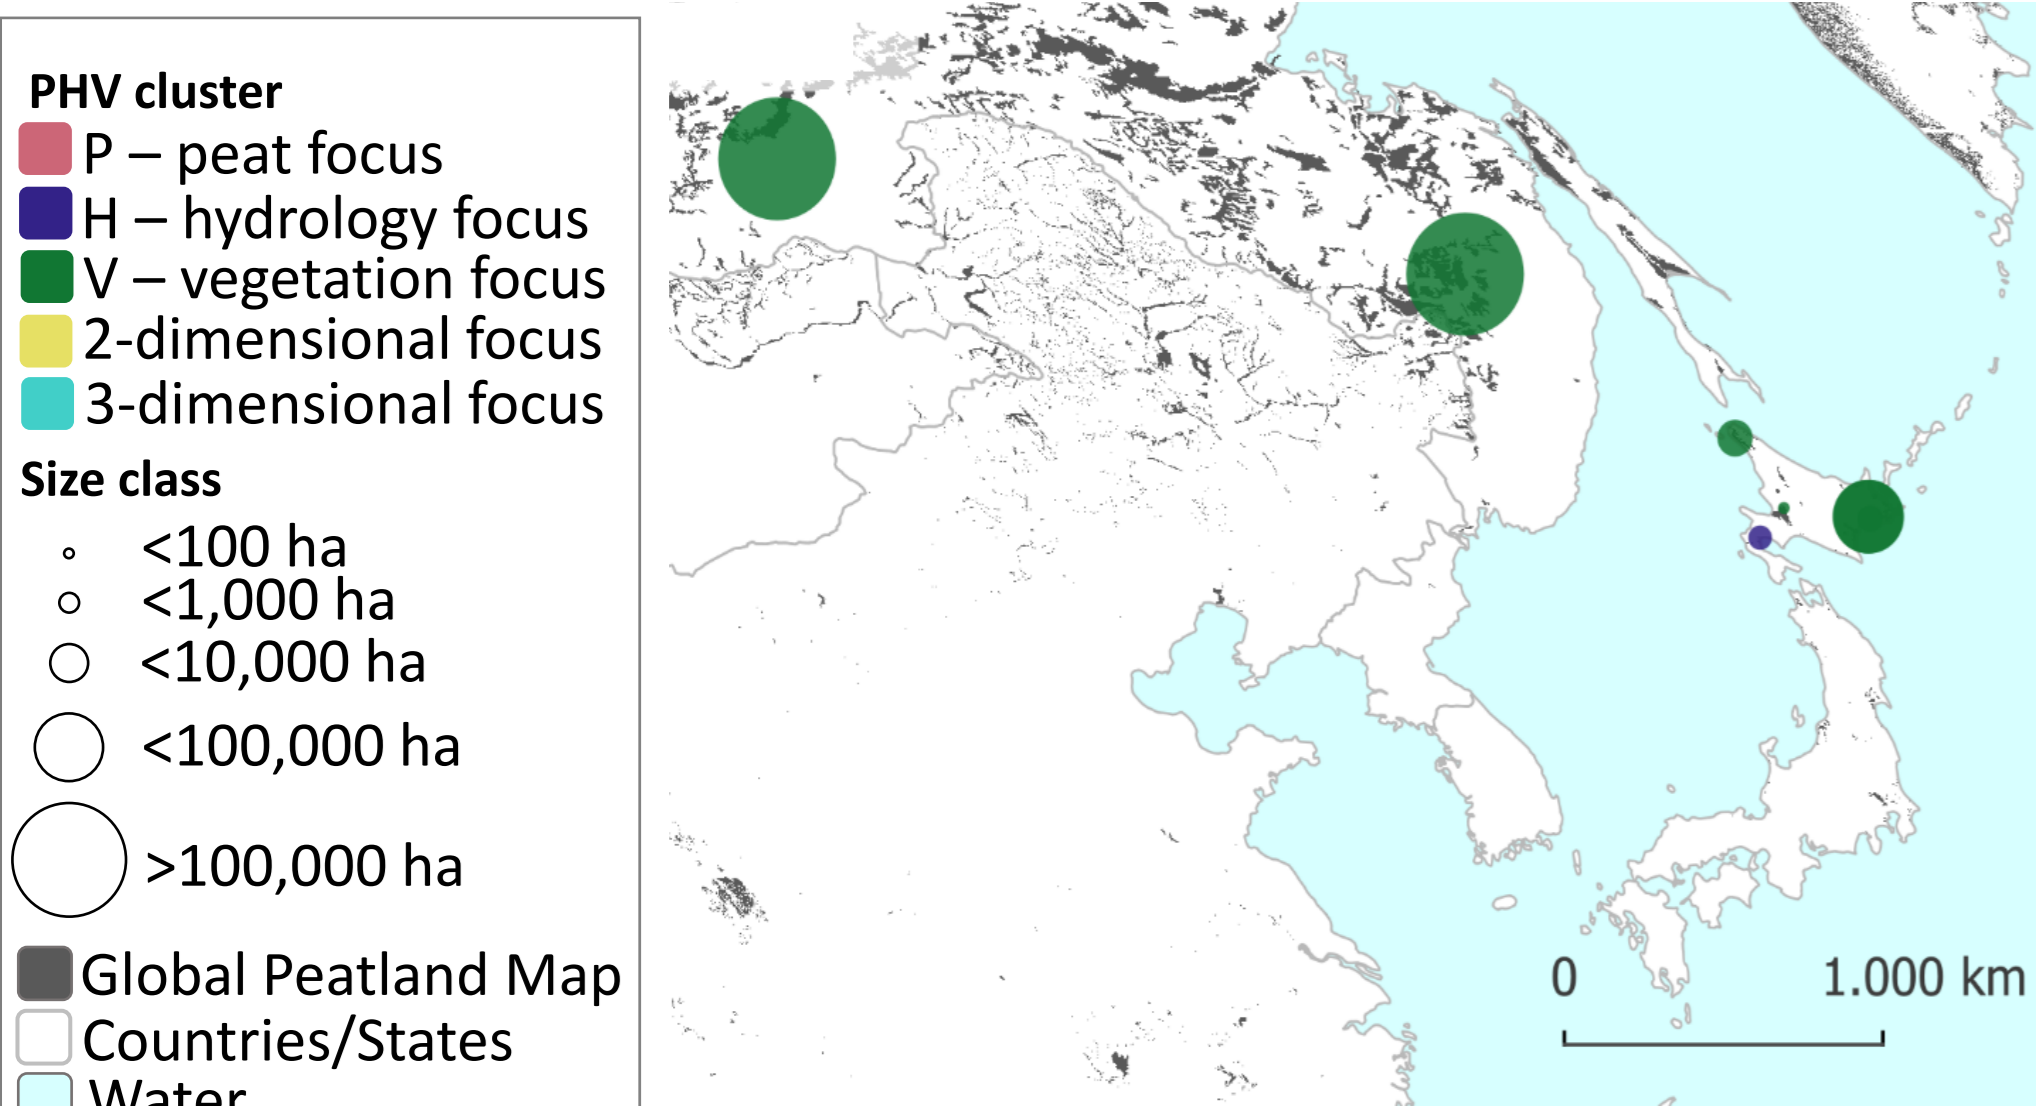 PHV cluster
P – peat focus
H – hydrology focus
V – vegetation focus
2-dimensional focus
3-dimensional focus
Size class
<100 ha
<1,000 ha
<10,000 ha
<100,000 ha
>100,000 ha
Global Peatland Map
Countries/States
Water
0 1.000 km